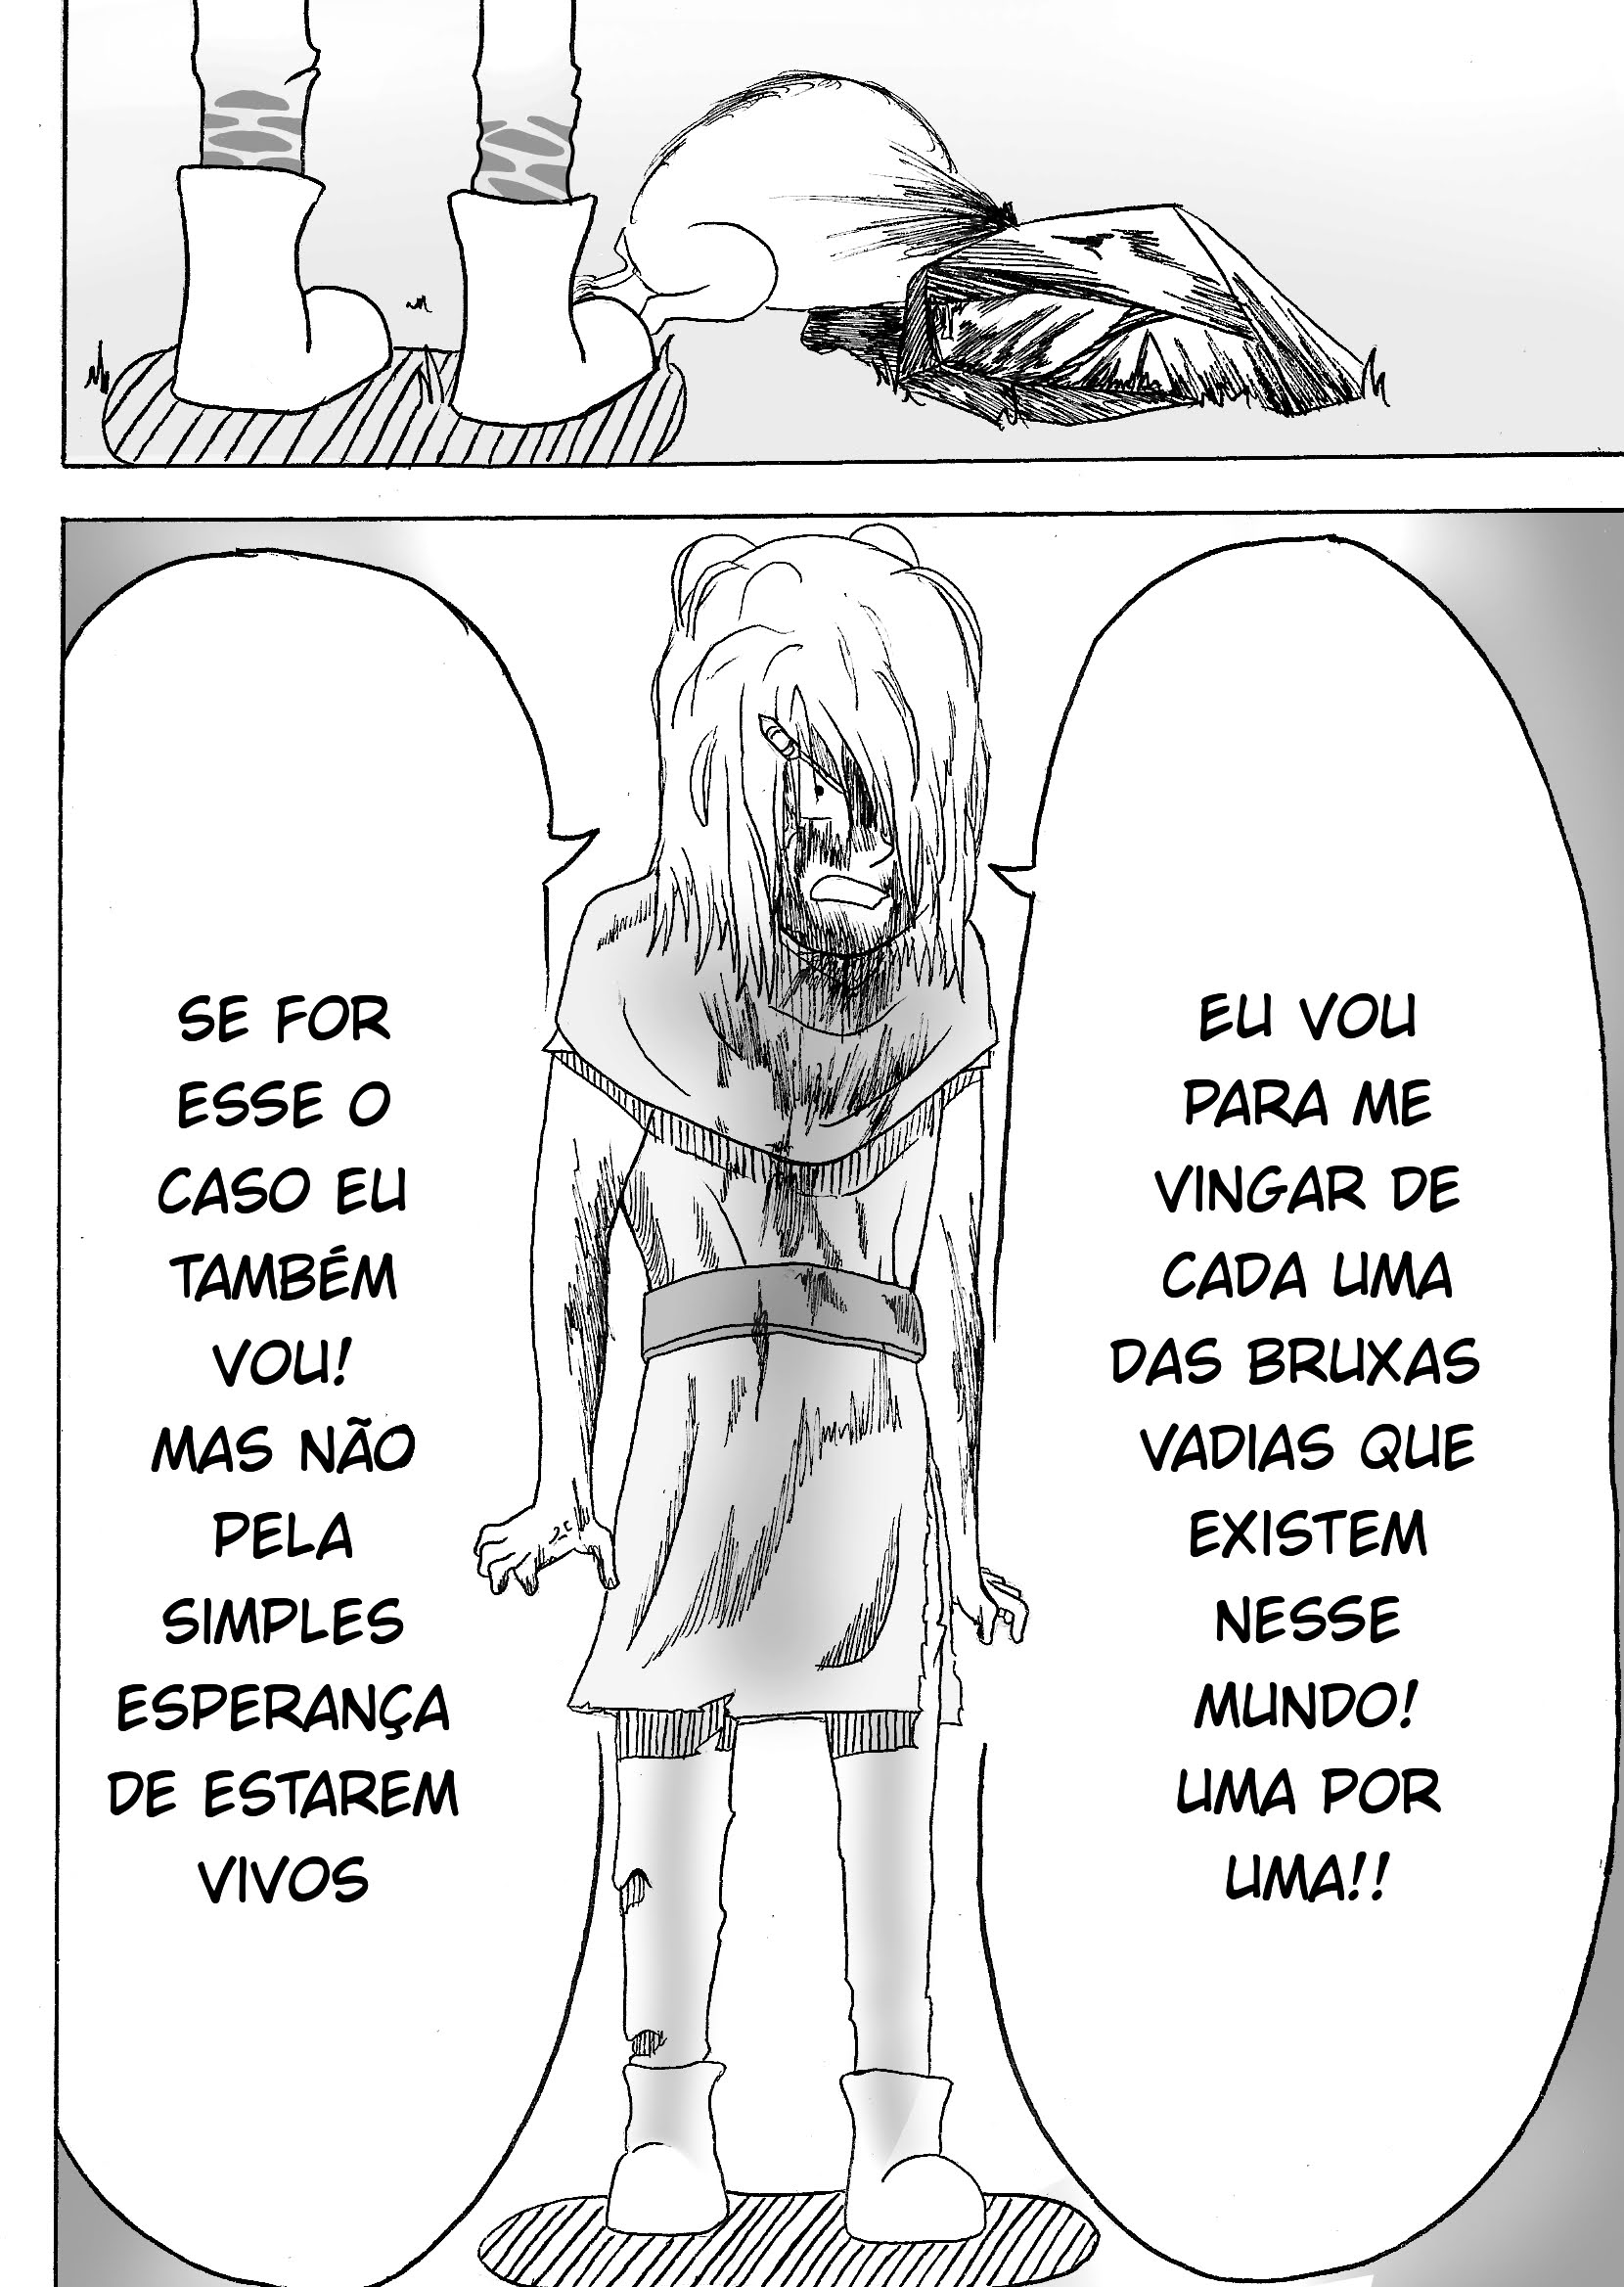 SE FOR
ESSE O
CASO EU
TAMBÉM
VOU!
MAS NÃO
PELA
SIMPLES
ESPERANÇA
DE ESTAREM
VIVOS
EU VOU
PARA ME
VINGAR DE
CADA UMA
DAS BRUXAS
VADIAS QUE
EXISTEM
NESSE
MUNDO!
UMA POR
UMA!!